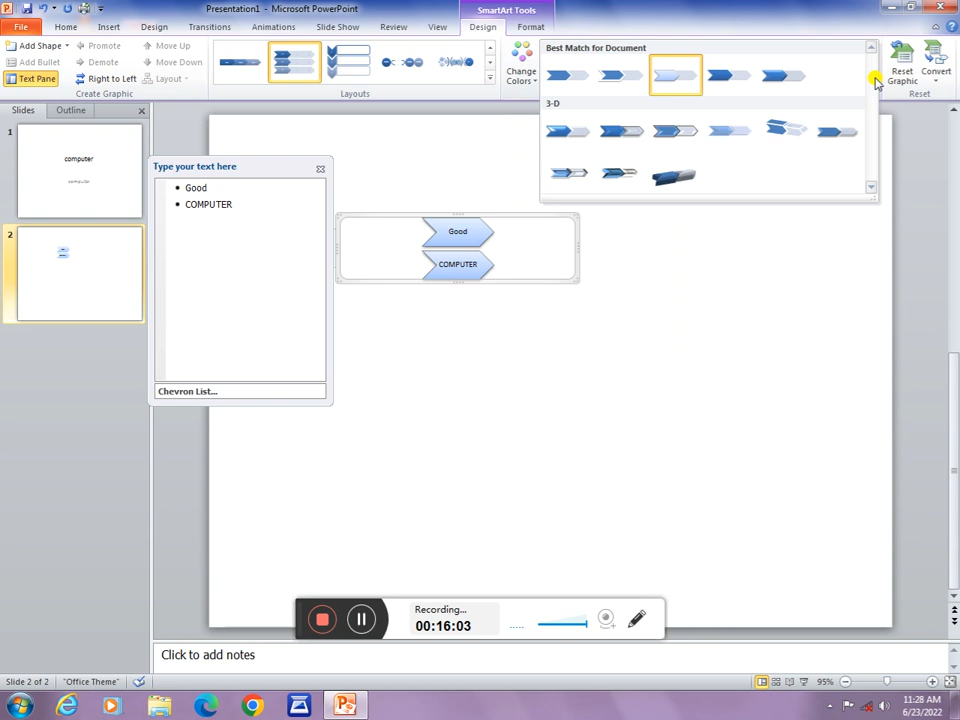 Presentation1 - Microsoft PowerPoint
SmartArt Tools
File
Home
Insert
Design
Transitions
Animations
Slide Show
Review
View
Design
Format
Add Shape
Promote
Move Up
Add Bullet
Demote
Move Down
Text Pane
Right to Left
Layout
Create Graphic
Layouts
Change
Colors
Best Match for Document
3-D
Reset
Graphic
Convert
Reset
Slides
Outline
1
computer
computer
2
Type your text here
• Good
• COMPUTER
Chevron List...
Good
COMPUTER
Recording...
00:16:03
Click to add notes
Slide 2 of 2
"Office Theme"
95%
11:28 AM
6/23/2022